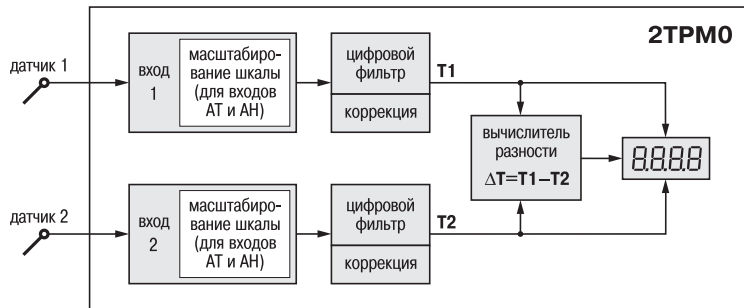 2ТРМ0
датчик 1
вход
1
масштабиро-
вание шкалы
(для входов
АТ и АН)
цифровой
фильтр
коррекция
T1
вычислитель
разности
ΔT=T1–T2
8.8.8.8
датчик 2
вход
2
масштабиро-
вание шкалы
(для входов
АТ и АН)
цифровой
фильтр
коррекция
T2